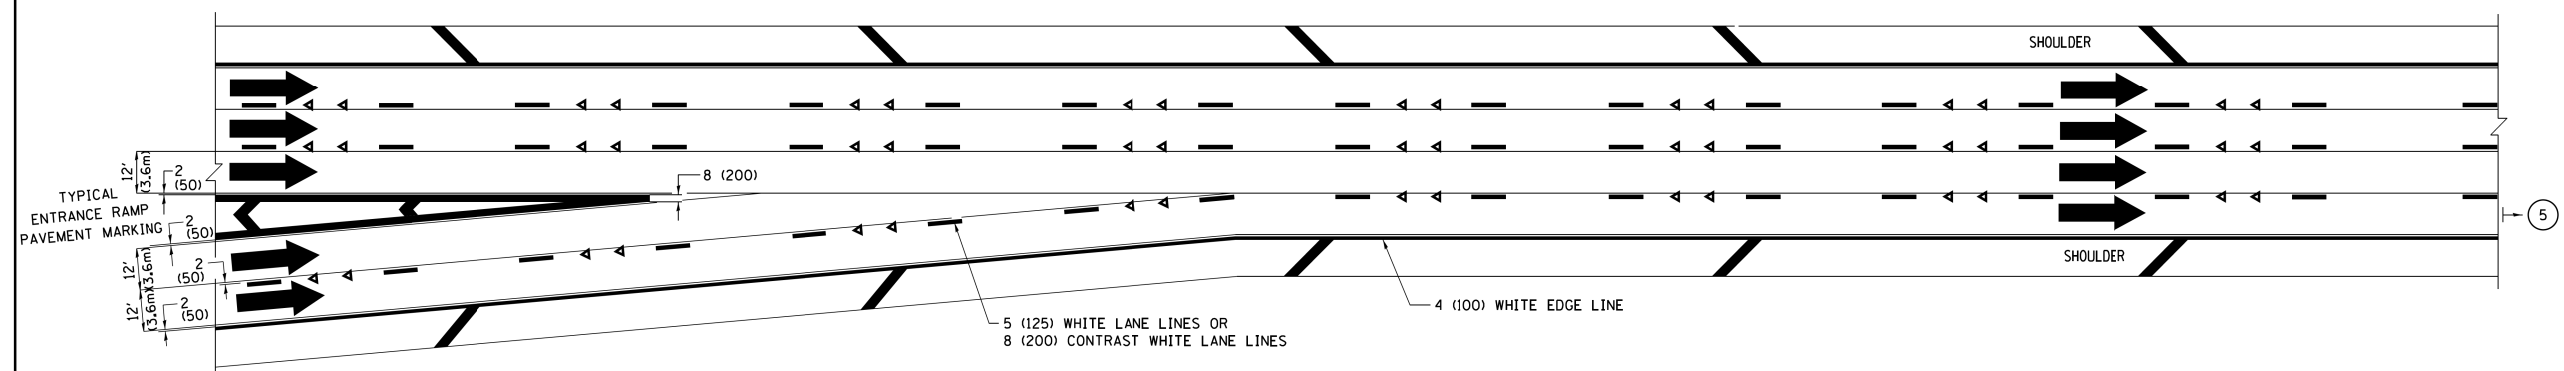 SHOULDER
12'
(3.6m)
2
(50)
8 (200)
TYPICAL
ENTRANCE RAMP
PAVEMENT MARKING
2
(50)
5
12'
(3.6m)
2
(50)
SHOULDER
12'
(3.6m)
2
(50)
4 (100) WHITE EDGE LINE
5 (125) WHITE LANE LINES OR
8 (200) CONTRAST WHITE LANE LINES